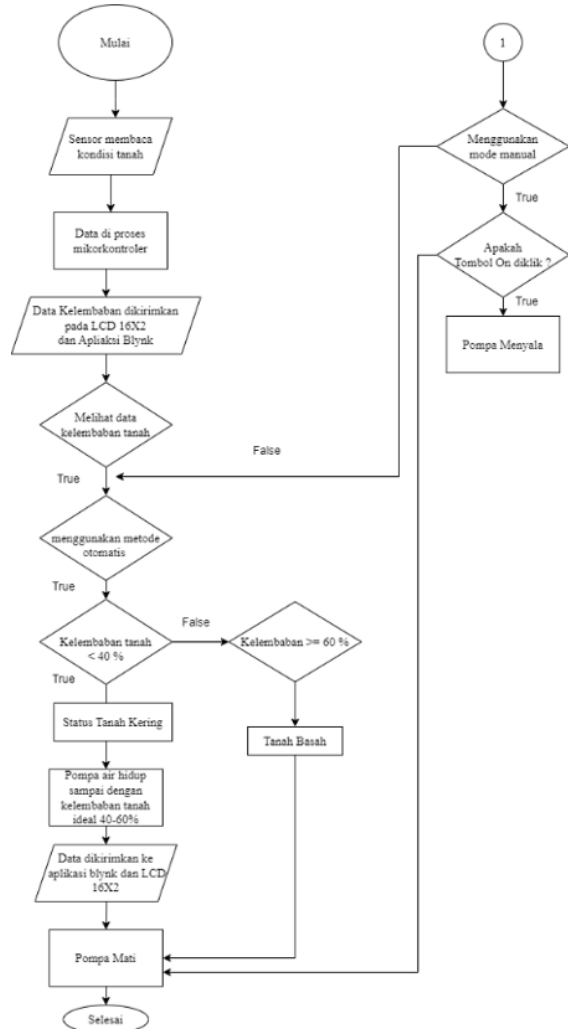 Mulai
Sensor membaca
kondisi tanah
Data di proses
mikorkontroler
Data Kelembaban dikirimkan
pada LCD 16X2
dan Apliaksi Blynk
Melihat data
kelembaban tanah
True
menggunakan metode
otomatis
True
Kelembaban tanah
< 40 %
True
False
Kelembaban >= 60 %
Status Tanah Kering
Tanah Basah
Pompa air hidup
sampai dengan
kelembaban tanah
ideal 40-60%
Data dikirimkan ke
aplikasi blynk dan LCD
16X2
Pompa Mati
Selesai
1
Menggunakan
mode manual
False
True
Apakah
Tombol On diklik ?
True
Pompa Menyala